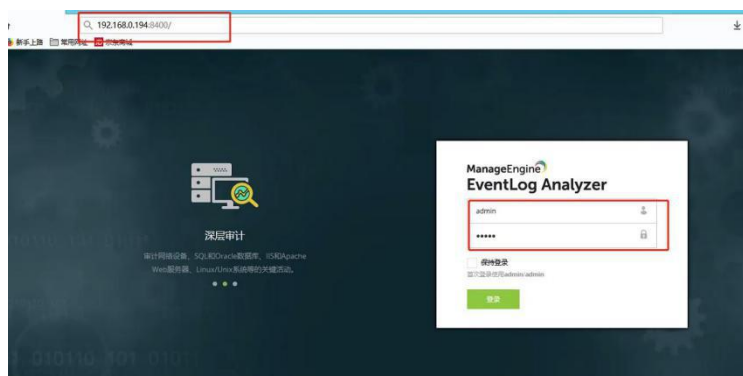 192.168.0.194:8400/
新手上路 常用网址 京东商城
ManageEngine
EventLog Analyzer
admin
•••••
保持登录
首次登录使用admin/admin
登录
深层审计
审计网络设备、SQL和Oracle数据库、IIS和Apache
Web服务器、Linux/Unix系统等的关键活动。